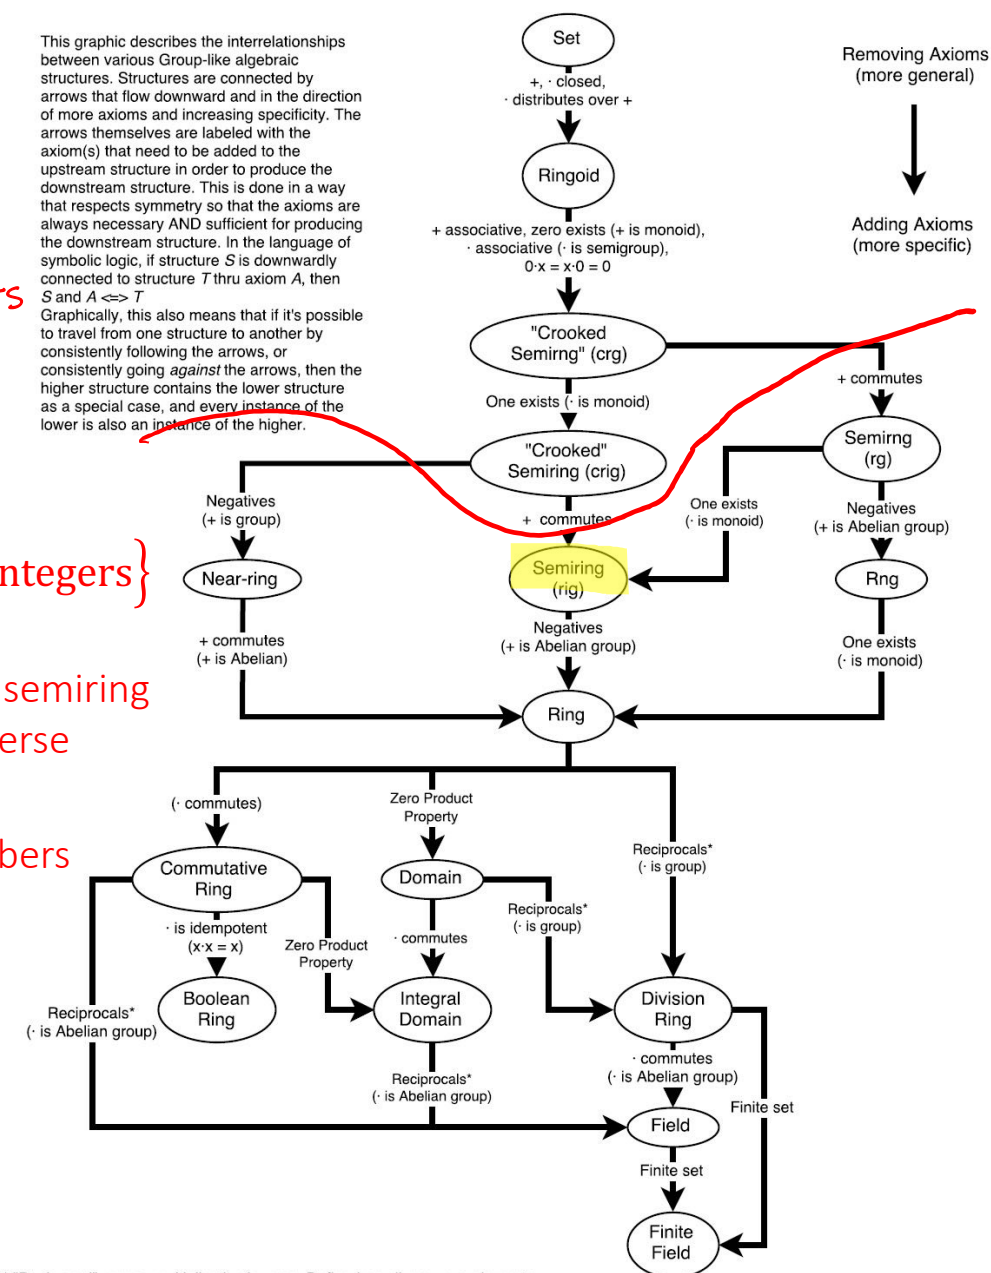 This graphic describes the interrelationships
between various Group-like algebraic
structures. Structures are connected by
arrows that flow downward and in the direction
of more axioms and increasing specificity. The
arrows themselves are labeled with the
axiom(s) that need to be added to the
upstream structure in order to produce the
downstream structure. This is done in a way
that respects symmetry so that the axioms are
always necessary AND sufficient for producing
the downstream structure. In the language of
symbolic logic, if structure S is downwardly
connected to structure T thru axiom A, then
S and A <=> T
Graphically, this also means that if it's possible
to travel from one structure to another by
consistently following the arrows, or
consistently going against the arrows, then the
higher structure contains the lower structure
as a special case, and every instance of the
lower is also an instance of the higher.
rs
ntegers}
semiring
erse
bers
Removing Axioms
(more general)
Adding Axioms
(more specific)
Set
+, · closed,
· distributes over +
Ringoid
+ associative, zero exists (+ is monoid),
· associative (· is semigroup),
0·x = x·0 = 0
"Crooked
Semirng" (crg)
+ commutes
One exists (· is monoid)
"Crooked"
Semiring (crig)
Semirng
(rg)
Negatives
(+ is group)
+ commutes
One exists
(· is monoid)
Negatives
(+ is Abelian group)
Near-ring
Semiring
(rig)
Rng
+ commutes
(+ is Abelian)
Negatives
(+ is Abelian group)
One exists
(· is monoid)
Ring
(· commutes)
Zero Product
Property
Reciprocals*
(· is group)
Commutative
Ring
Domain
· is idempotent
(x·x = x)
Zero Product
Property
· commutes
Reciprocals*
(· is group)
Boolean
Ring
Integral
Domain
Division
Ring
Reciprocals*
(· is Abelian group)
Reciprocals*
(· is Abelian group)
· commutes
(· is Abelian group)
Finite set
Field
Finite set
Finite
Field